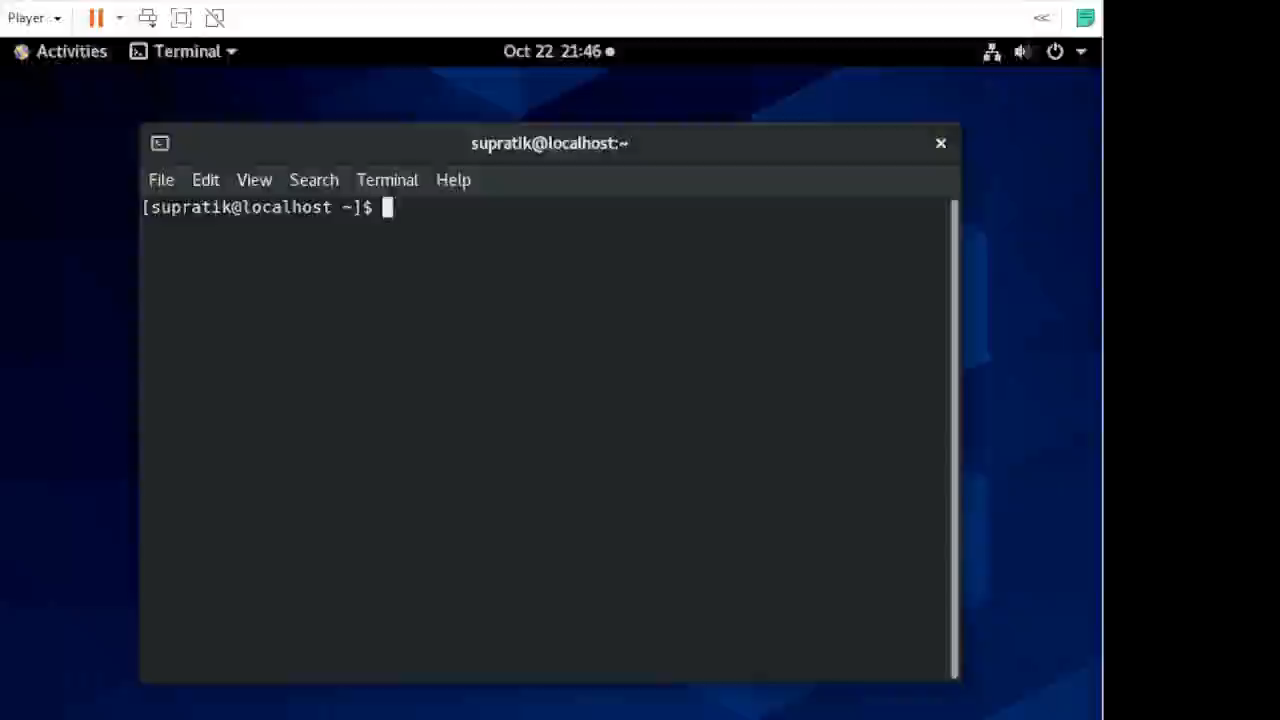 Player
Activities Terminal Oct 22 21:46
supratik@localhost:~
File Edit View Search Terminal Help
[supratik@localhost ~]$